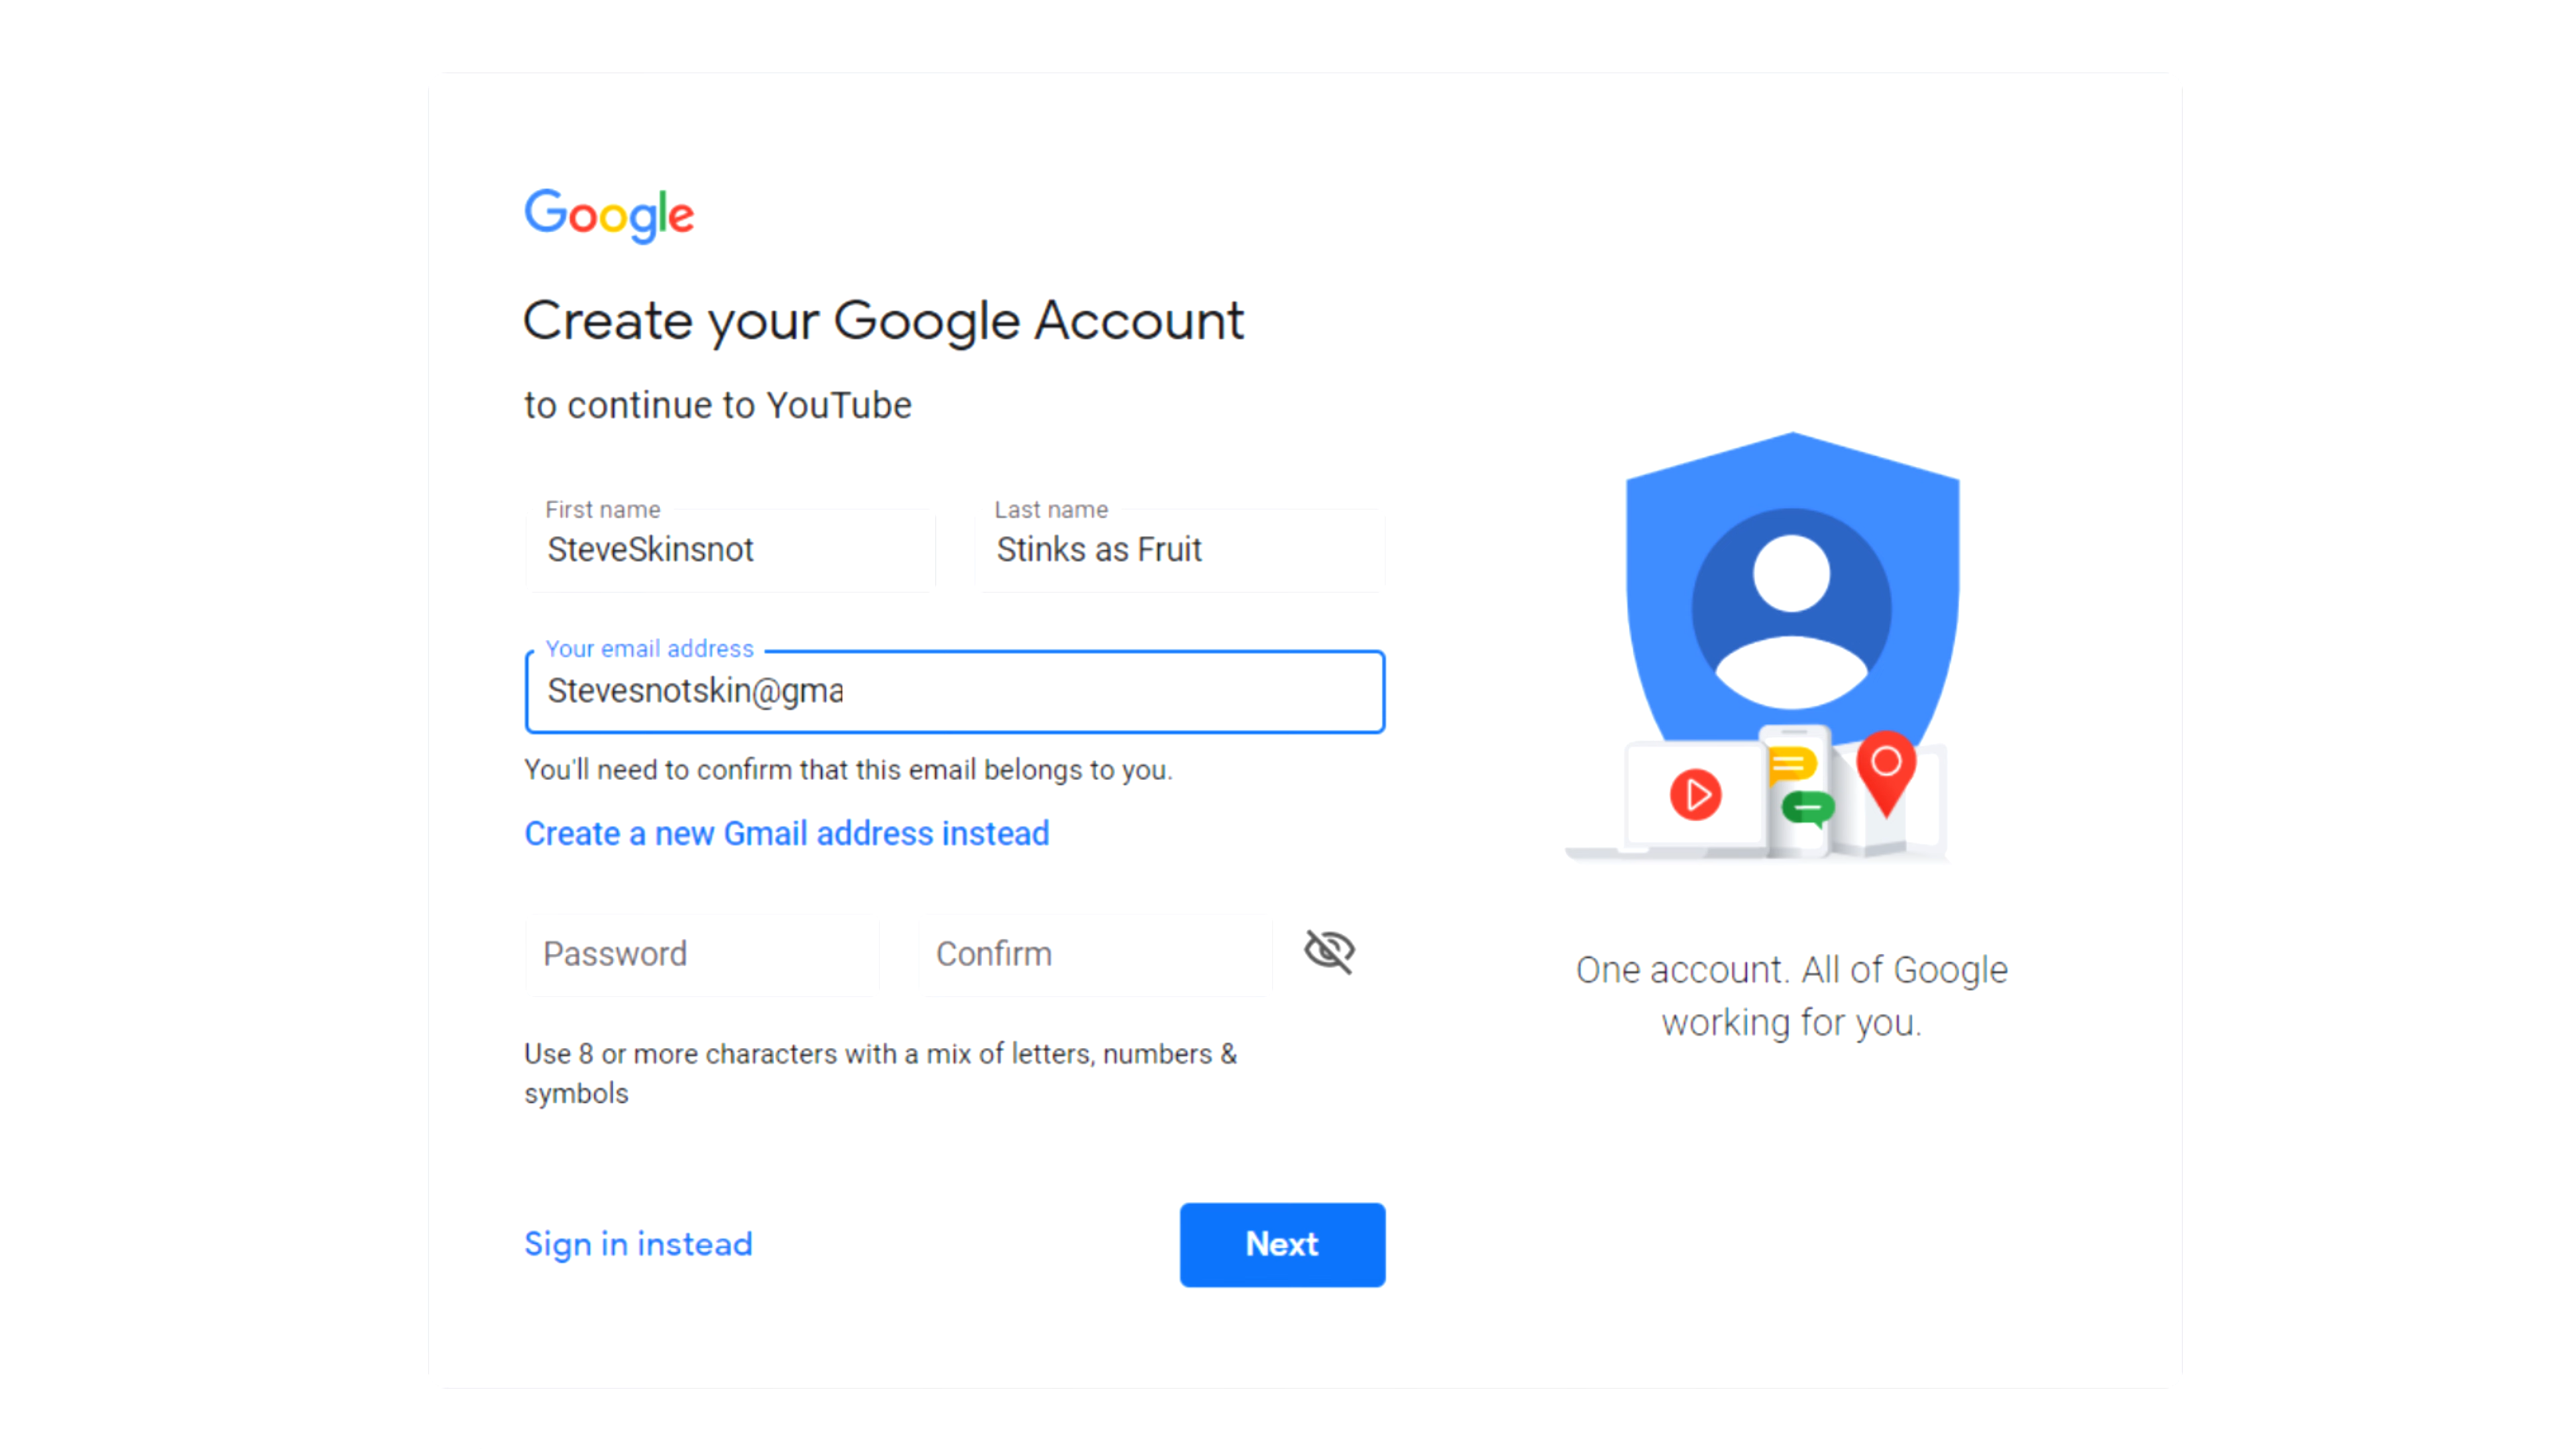 Google
Create your Google Account
to continue to YouTube
First name
SteveSkinsnot
Last name
Stinks as Fruit
Your email address
Stevesnotskin@gma
You'll need to confirm that this email belongs to you.
Create a new Gmail address instead
Password
Confirm
Use 8 or more characters with a mix of letters, numbers &
symbols
Sign in instead
Next
One account. All of Google
working for you.